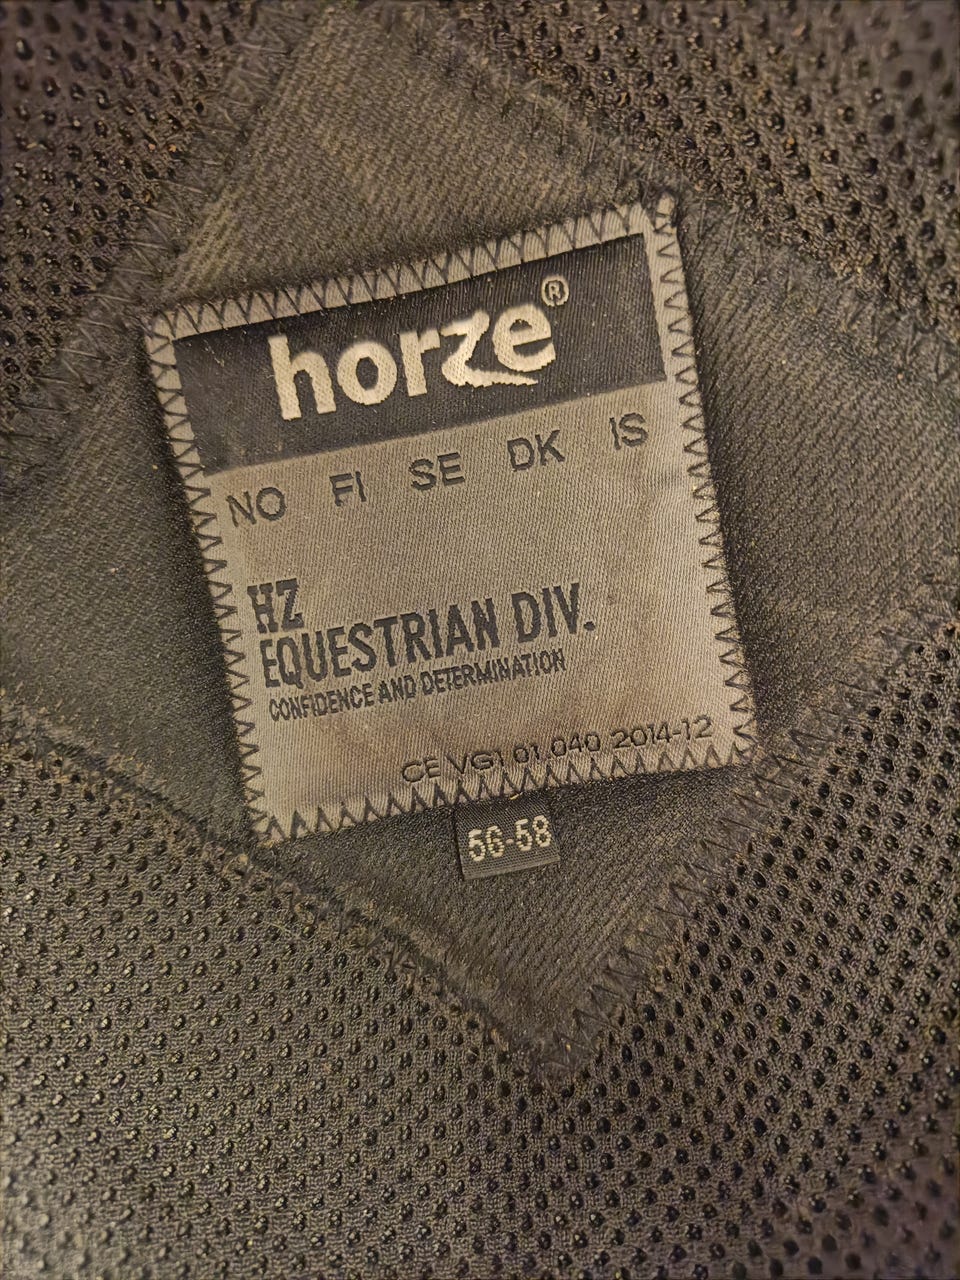 horze®
NO FI SE DK IS
HZ
EQUESTRIAN DIV.
CONFIDENCE AND DETERMINATION
CE VG1 01.040 2014-12
56-58